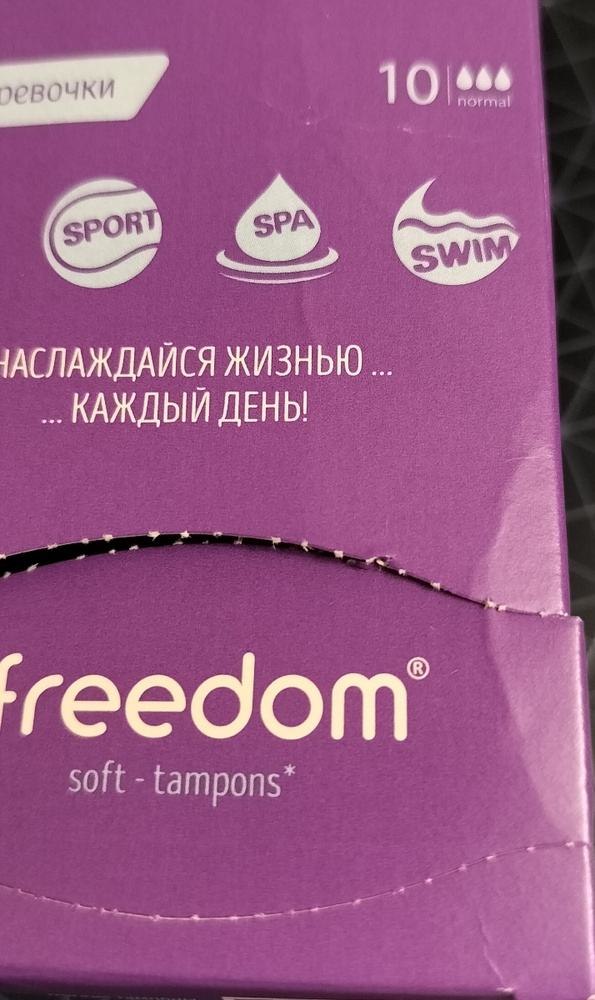 ревочки
10
normal
SPORT
SPA
SWIM
НАСЛАЖДАЙСЯ ЖИЗНЬЮ ...
... КАЖДЫЙ ДЕНЬ!
freedom®
soft - tampons*